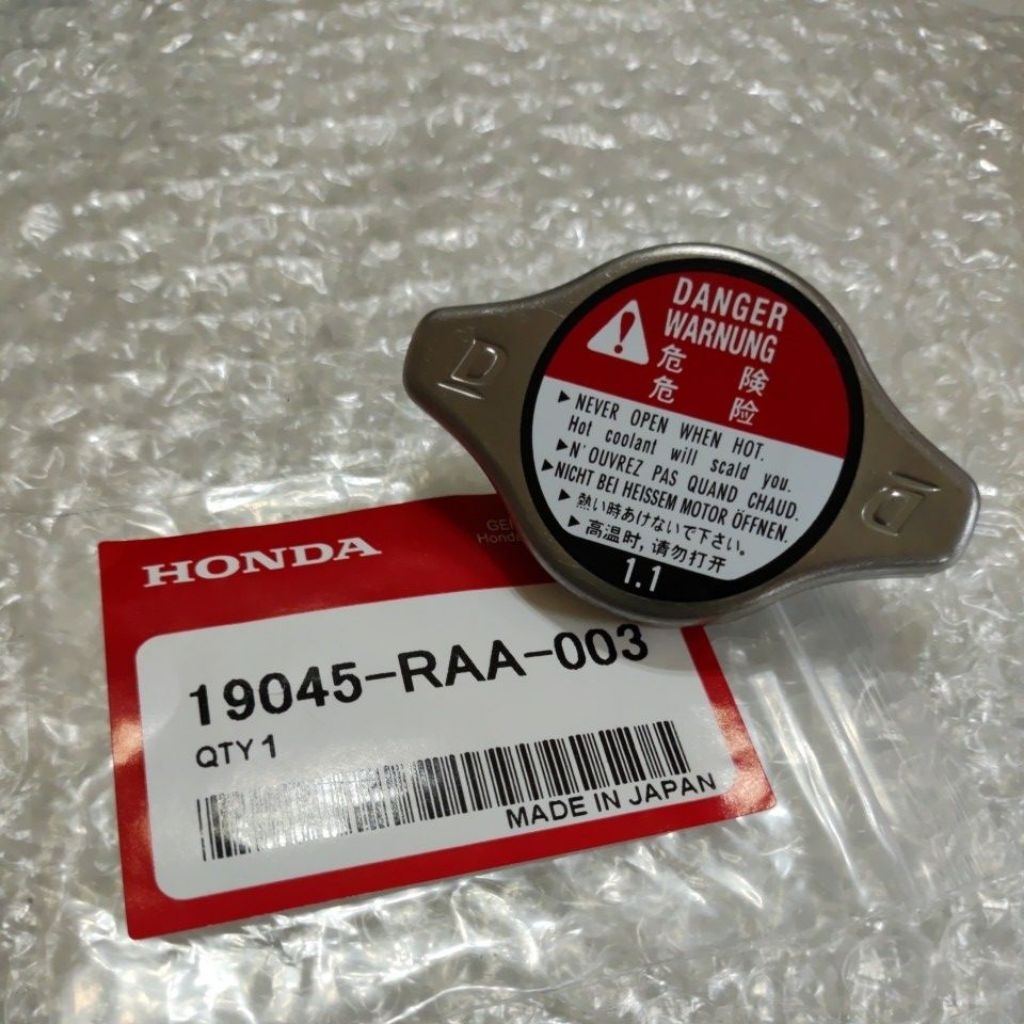 DANGER
WARNUNG
危 険
危 险
▶NEVER OPEN WHEN HOT.
Hot coolant will scald you.
▶N'OUVREZ PAS QUAND CHAUD.
▶NICHT BEI HEISSEM MOTOR ÖFFNEN.
▶熱い時あけないで下さい。
▶高温时,请勿打开
1.1
D
D
HONDA
Honda
19045-RAA-003
QTY 1
MADE IN JAPAN